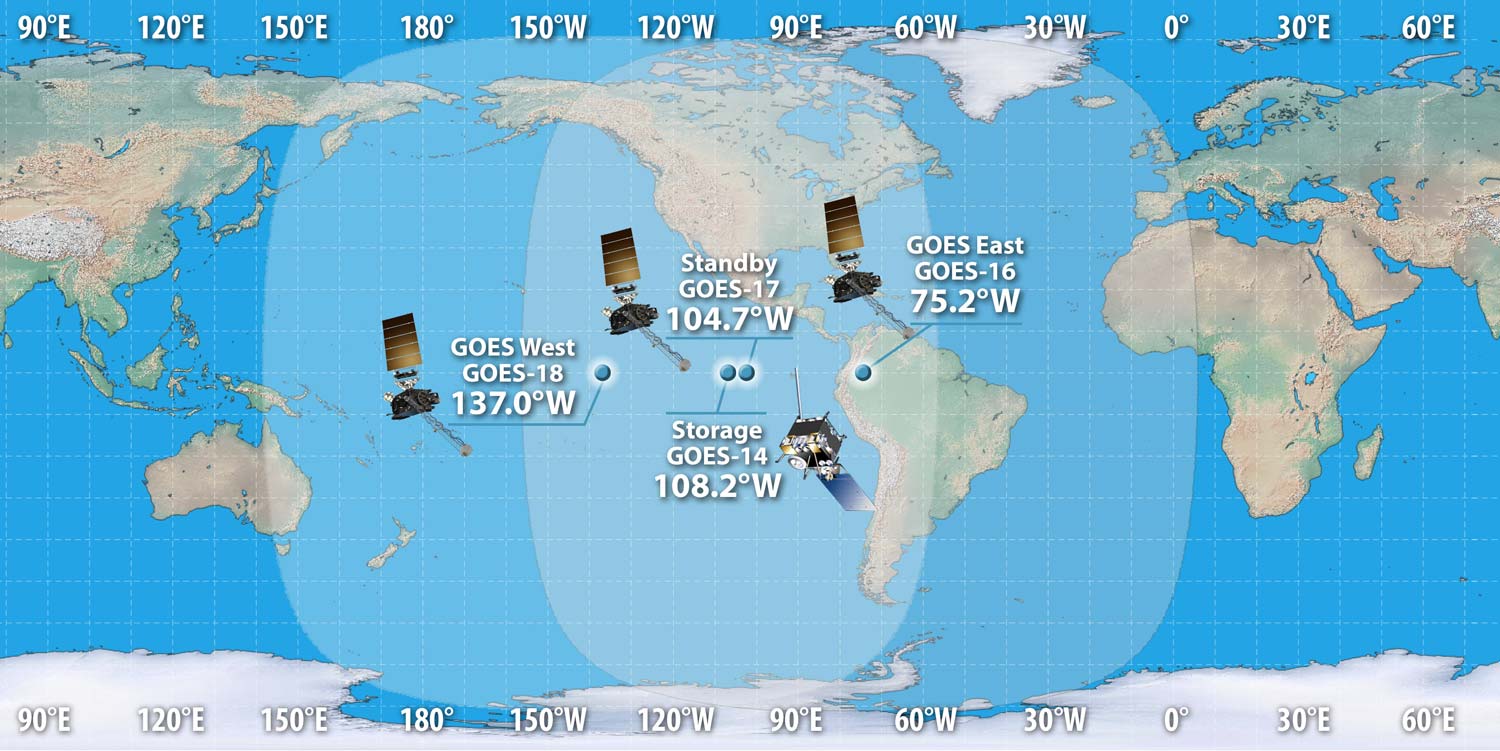 90°E 120°E 150°E 180° 150°W 120°W 90°E 60°W 30°W 0° 30°E 60°E
GOES East
GOES-16
75.2°W
Standby
GOES-17
104.7°W
GOES West
GOES-18
137.0°W
Storage
GOES-14
108.2°W
90°E 120°E 150°E 180° 150°W 120°W 90°E 60°W 30°W 0° 30°E 60°E